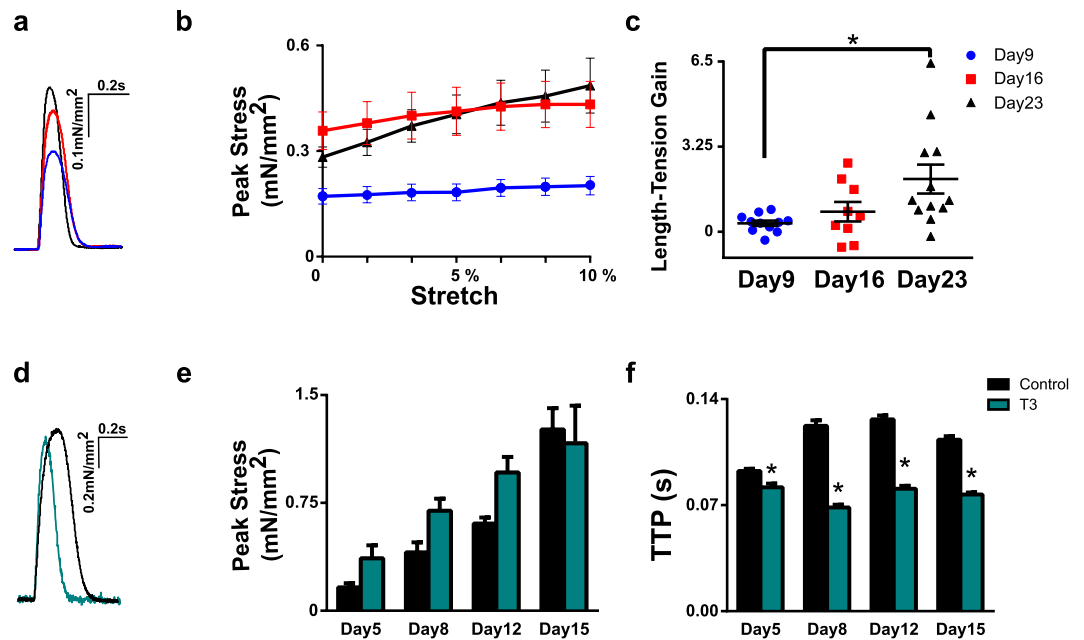 a
0.2s
0.1mN/mm2
b
Peak Stress
(mN/mm2)
0.6
0.3
0
0
5 %
10 %
Stretch
c
Length-Tension Gain
6.5
3.25
0
*
Day9
Day16
Day23
Day9
Day16
Day23
d
0.2s
0.2mN/mm2
e
Peak Stress
(mN/mm2)
1.5
0.75
0
Day5
Day8
Day12
Day15
f
TTP (s)
0.14
0.07
0.00
*
*
*
*
Day5
Day8
Day12
Day15
Control
T3